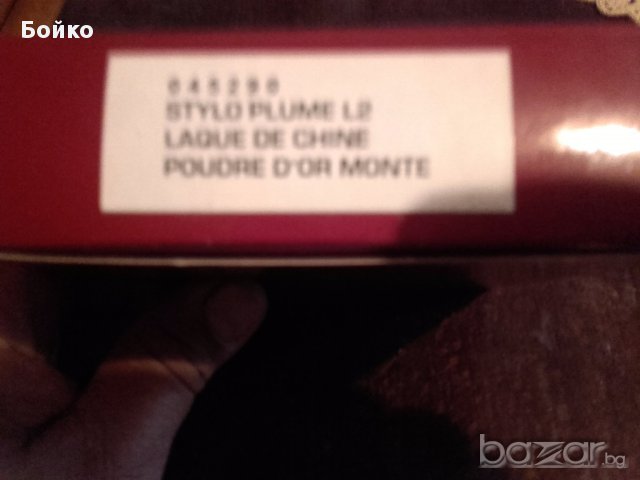 Бойко
045290
STYLO PLUME L2
LAQUE DE CHINE
POUDRE D'OR MONTE
bazar.bg